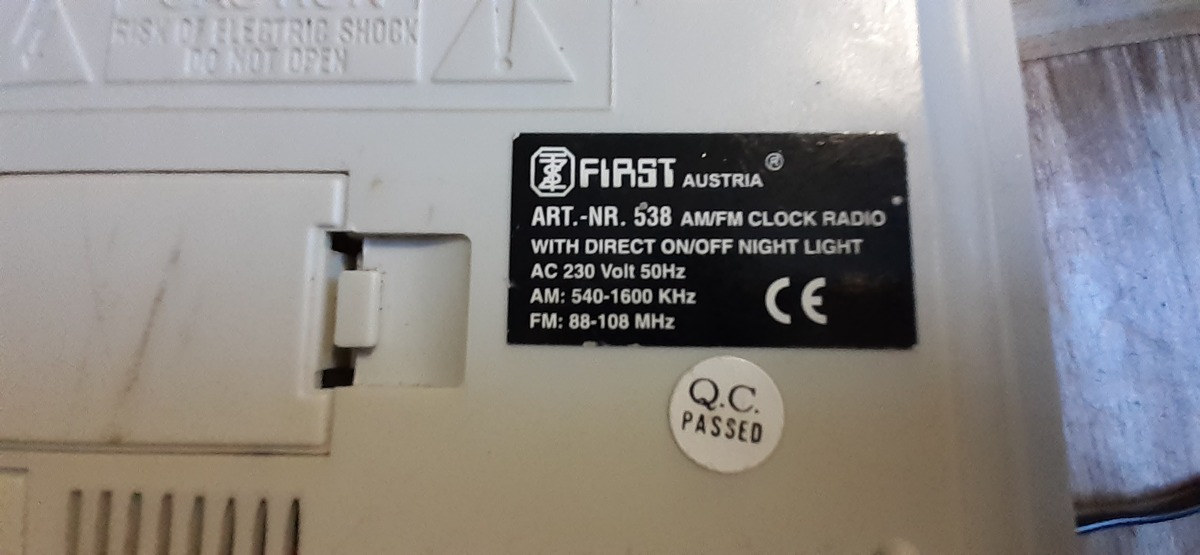 CAUTION
RISK OF ELECTRIC SHOCK
DO NOT OPEN
FIRST AUSTRIA ®
ART.-NR. 538 AM/FM CLOCK RADIO
WITH DIRECT ON/OFF NIGHT LIGHT
AC 230 Volt 50Hz
AM: 540-1600 KHz
FM: 88-108 MHz
CE
Q.C.
PASSED